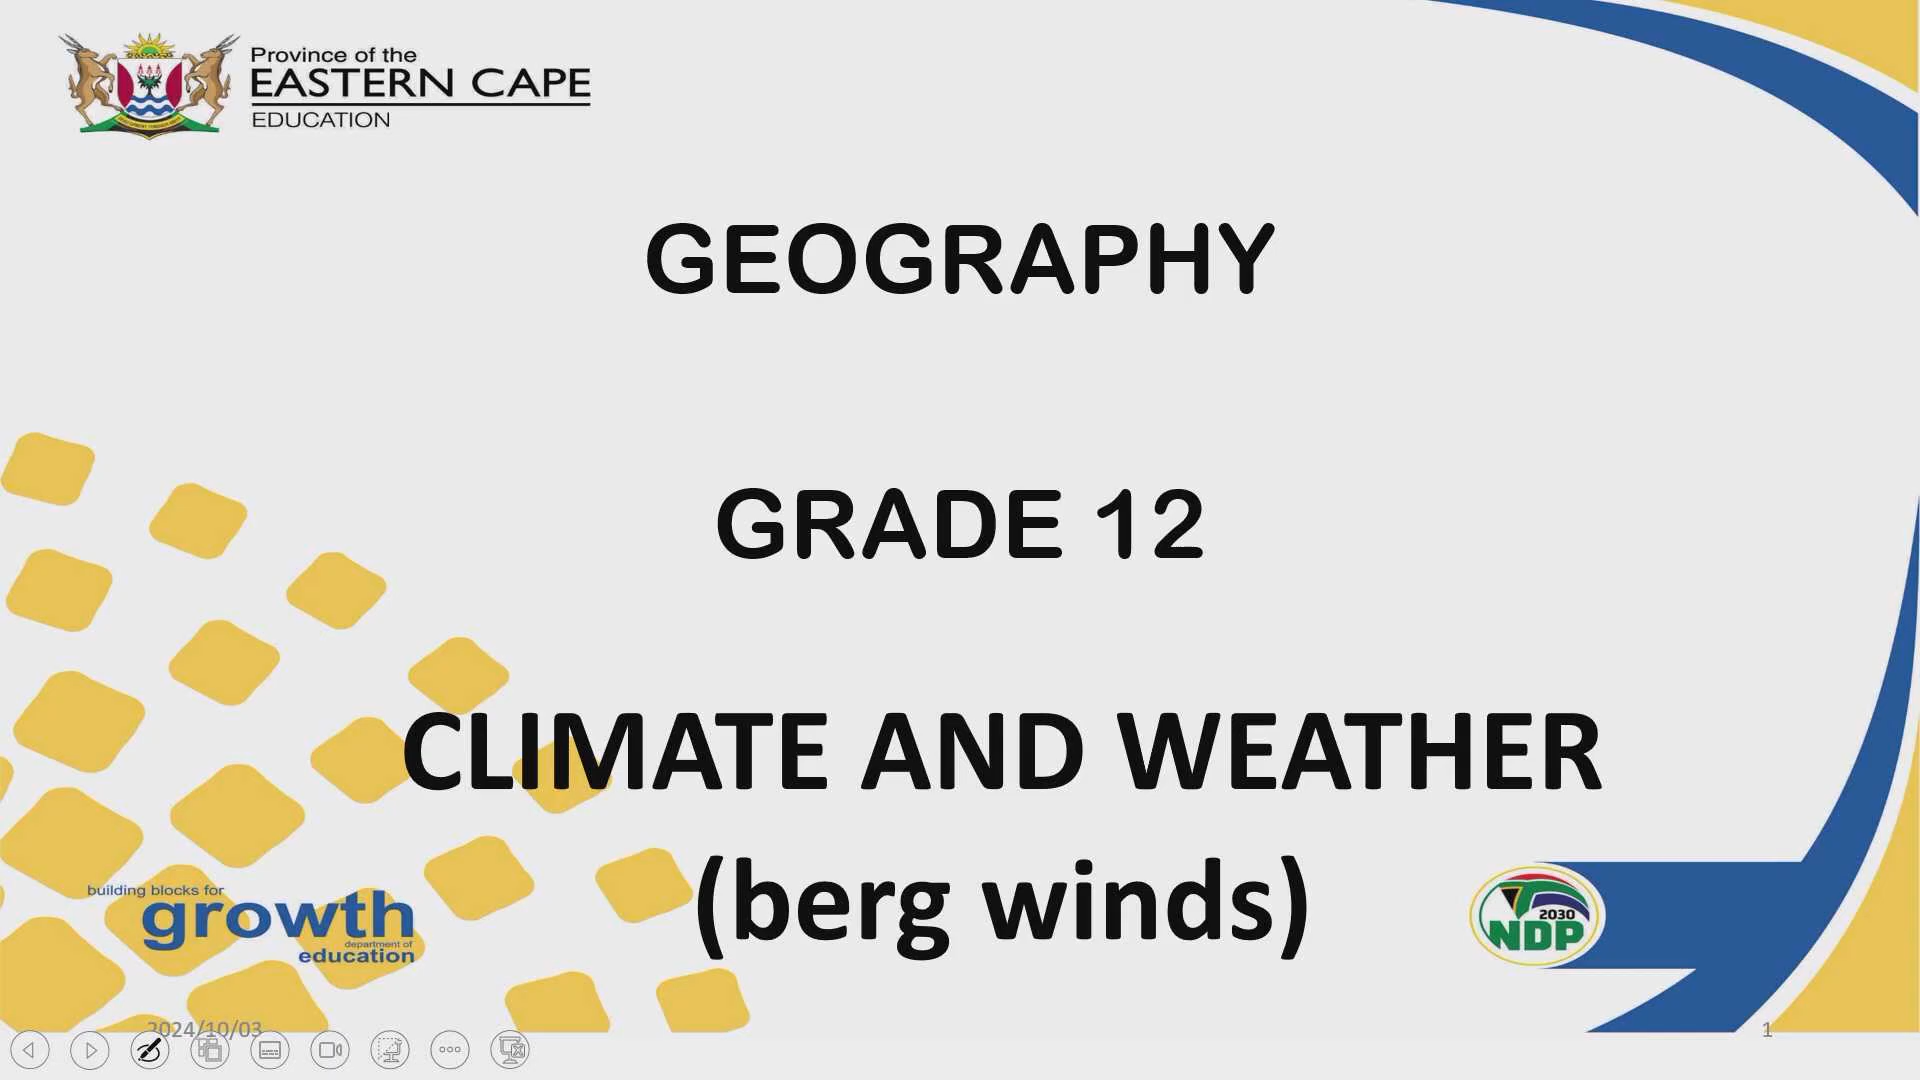 Province of the
EASTERN CAPE
EDUCATION
GEOGRAPHY
GRADE 12
CLIMATE AND WEATHER
(berg winds)
building blocks for
growth
department of
education
2030
NDP
2024/10/03
1